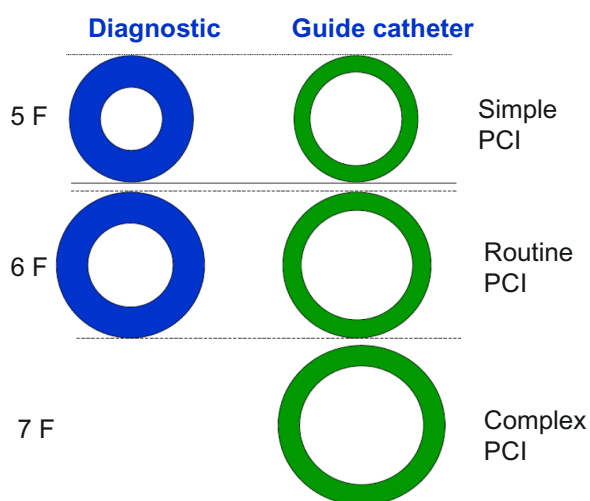 Diagnostic
Guide catheter
5 F
Simple
PCI
6 F
Routine
PCI
7 F
Complex
PCI